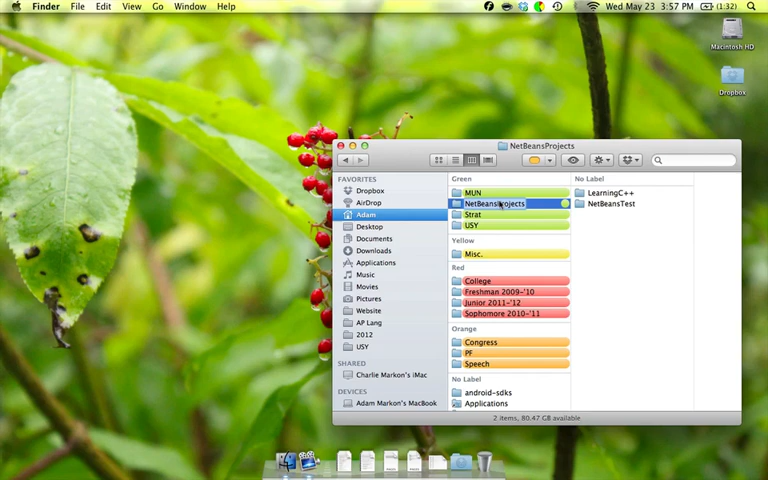 Finder File Edit View Go Window Help Wed May 23 3:57 PM (1:32)
Macintosh HD
Dropbox
NetBeansProjects
FAVORITES
Dropbox
AirDrop
Adam
Desktop
Documents
Downloads
Applications
Music
Movies
Pictures
Website
AP Lang
2012
USY
SHARED
Charlie Markon's iMac
DEVICES
Adam Markon's MacBook
Green
MUN
NetBeansProjects
Strat
USY
Yellow
Misc.
Red
College
Freshman 2009-'10
Junior 2011-'12
Sophomore 2010-'11
Orange
Congress
PF
Speech
No Label
android-sdks
Applications
No Label
LearningC++
NetBeansTest
2 items, 80.47 GB available